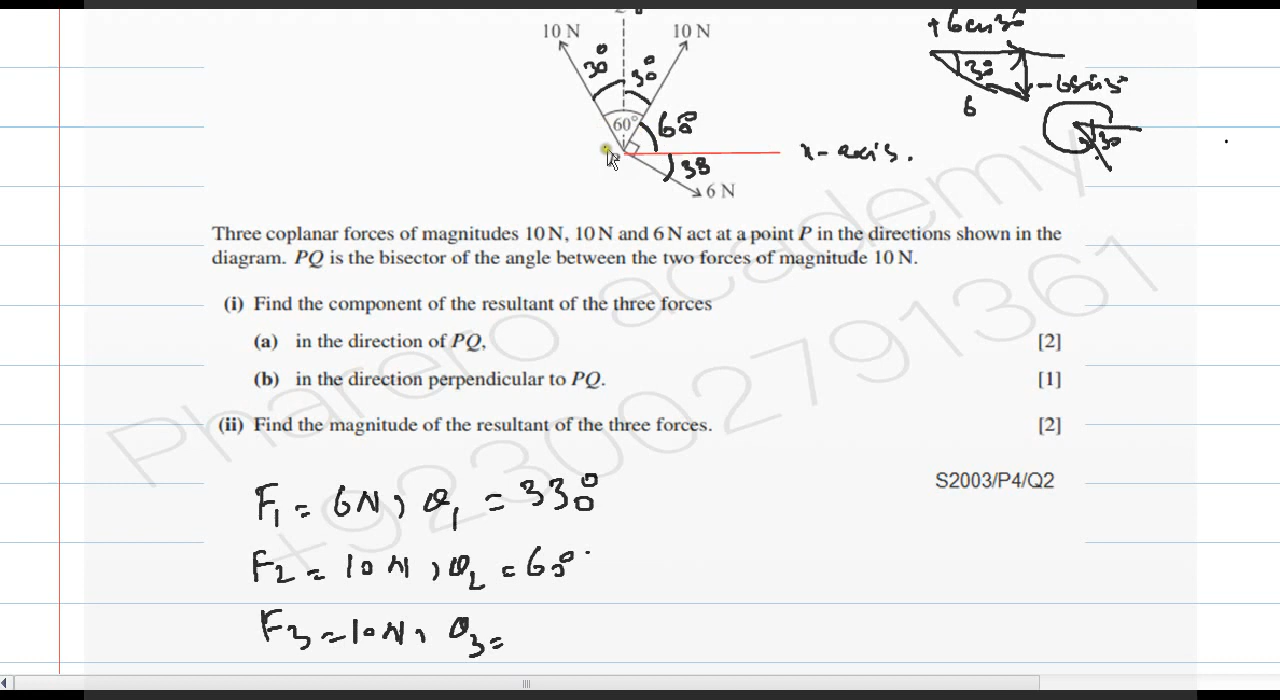 10 N
10 N
30°
30°
60°
60°
x-axis.
6 N
30
6
30
Three coplanar forces of magnitudes 10 N, 10 N and 6 N act at a point P in the directions shown in the
diagram. PQ is the bisector of the angle between the two forces of magnitude 10 N.
(i) Find the component of the resultant of the three forces
(a) in the direction of PQ, [2]
(b) in the direction perpendicular to PQ. [1]
(ii) Find the magnitude of the resultant of the three forces. [2]
S2003/P4/Q2
F₁ = 6N, θ₁ = 330°
F₂ = 10 N, θ₂ = 60°
F₃ = 10N, θ₃ =
Pharero academy
+923002791361